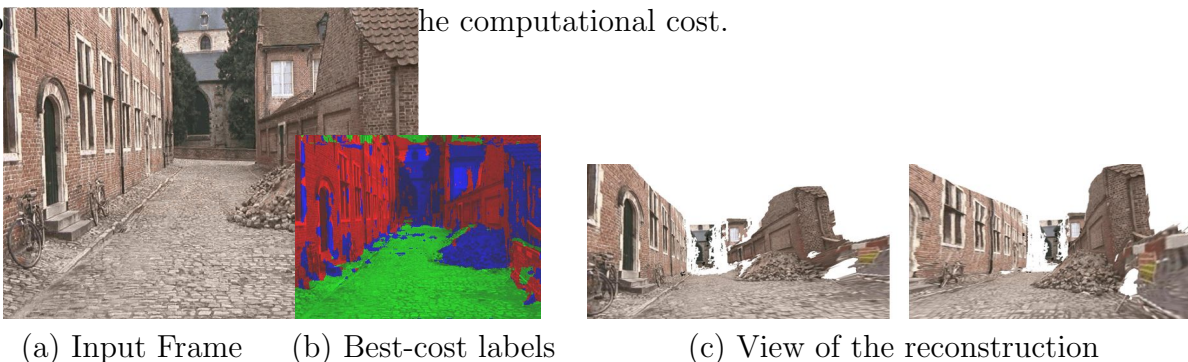 he computational cost.
(a) Input Frame (b) Best-cost labels (c) View of the reconstruction